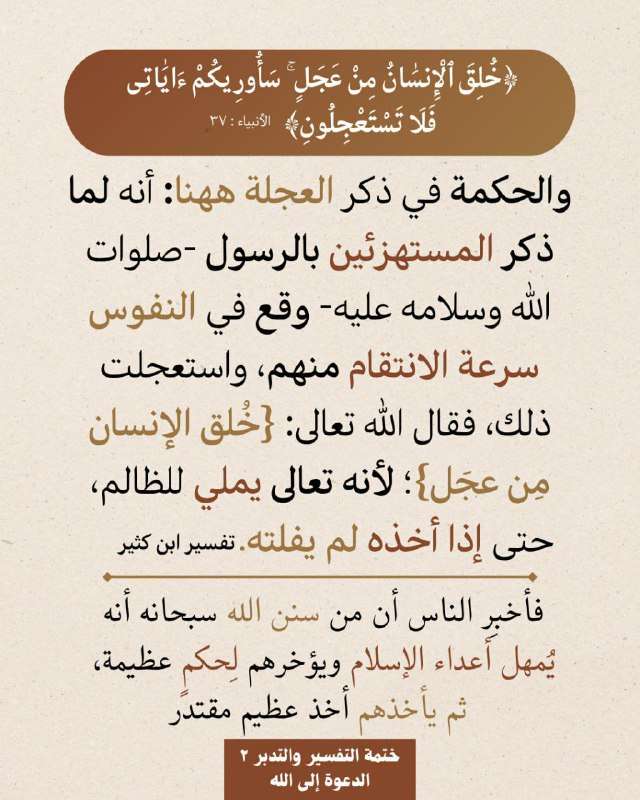 ﴿خُلِقَ ٱلْإِنسَٰنُ مِنْ عَجَلٍ ۚ سَأُو۟رِيكُمْ ءَايَٰتِى
فَلَا تَسْتَعْجِلُونِ﴾ الأنبياء : ٣٧
والحكمة في ذكر العجلة ههنا: أنه لما
ذكر المستهزئين بالرسول -صلوات
الله وسلامه عليه- وقع في النفوس
سرعة الانتقام منهم، واستعجلت
ذلك، فقال الله تعالى: {خُلق الإنسان
مِن عجَل}؛ لأنه تعالى يملي للظالم،
حتى إذا أخذه لم يفلته. تفسير ابن كثير
فأخبرِ الناس أن من سنن الله سبحانه أنه
يُمهل أعداء الإسلام ويؤخرهم لِحكمٍ عظيمة،
ثم يأخذهم أخذ عظيم مقتدر
ختمة التفسير والتدبر ٢
الدعوة إلى الله